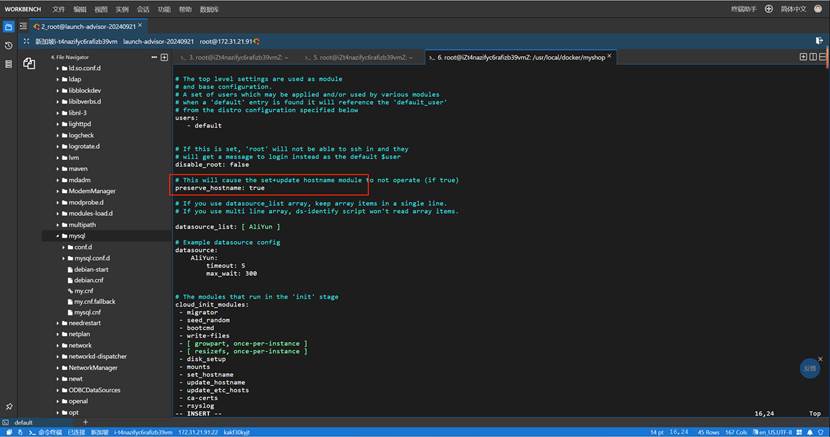 WORKBENCH 文件 编辑 视图 实例 会话 功能 帮助 数据库 终端助手 简体中文
2_root@launch-advisor-20240921
新加坡/i-t4nazifyc6rafizb39vm launch-advisor-20240921 root@172.31.21.91
File Navigator
3. root@iZt4nazifyc6rafizb39vmZ: ~
5. root@iZt4nazifyc6rafizb39vmZ: ~
6. root@iZt4nazifyc6rafizb39vmZ: /usr/local/docker/myshop
ld.so.conf.d
ldap
libblockdev
libibverbs.d
libnl-3
lighttpd
logcheck
logrotate.d
lvm
maven
mdadm
ModemManager
modprobe.d
modules-load.d
multipath
mysql
conf.d
mysql.conf.d
debian-start
debian.cnf
my.cnf
my.cnf.fallback
mysql.cnf
needrestart
netplan
network
networkd-dispatcher
NetworkManager
newt
ODBCDataSources
openal
opt
# The top level settings are used as module
# and base configuration.
# A set of users which may be applied and/or used by various modules
# when a 'default' entry is found it will reference the 'default_user'
# from the distro configuration specified below
users:
- default
# If this is set, 'root' will not be able to ssh in and they
# will get a message to login instead as the default $user
disable_root: false
# This will cause the set+update hostname module to not operate (if true)
preserve_hostname: true
# If you use datasource_list array, keep array items in a single line.
# If you use multi line array, ds-identify script won't read array items.
datasource_list: [ AliYun ]
# Example datasource config
datasource:
AliYun:
timeout: 5
max_wait: 300
# The modules that run in the 'init' stage
cloud_init_modules:
- migrator
- seed_random
- bootcmd
- write-files
- [ growpart, once-per-instance ]
- [ resizefs, once-per-instance ]
- disk_setup
- mounts
- set_hostname
- update_hostname
- update_etc_hosts
- ca-certs
- rsyslog
-- INSERT -- 16,24 Top
反馈
default
命令终端 已连接 新加坡 i-t4nazifyc6rafizb39vm 172.31.21.91:22 14 pt 16,24 45 Rows 167 Cols en_US.UTF-8